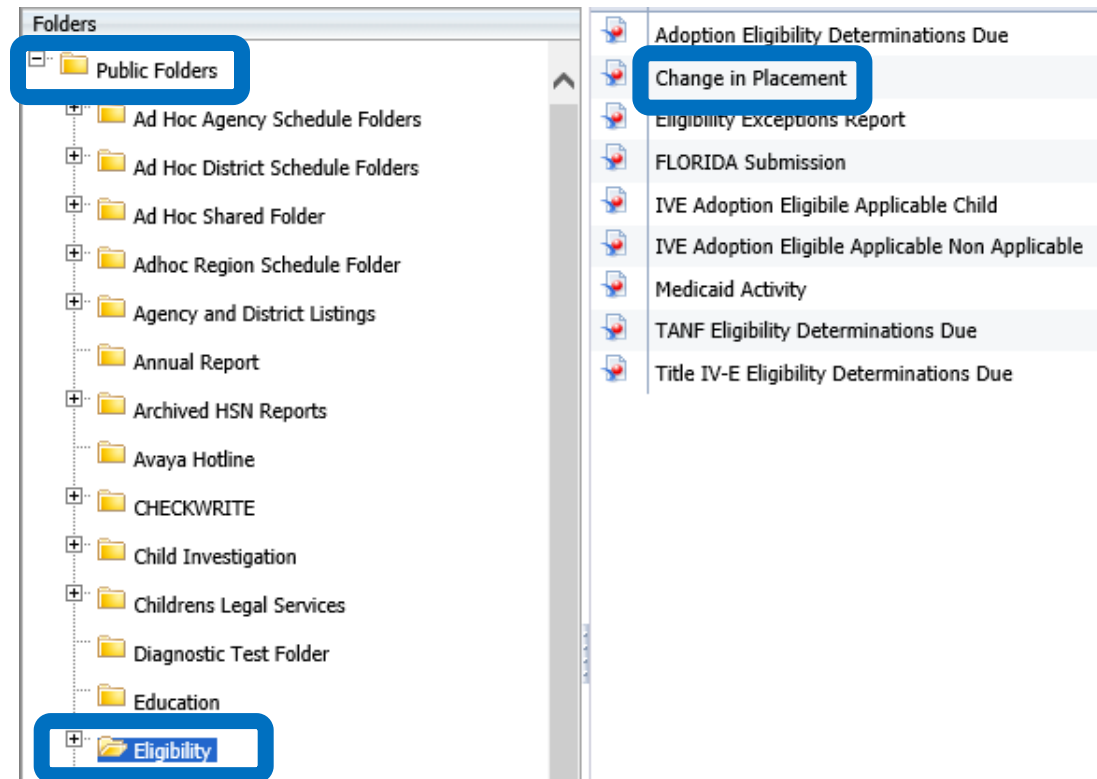 Folders
Public Folders
Ad Hoc Agency Schedule Folders
Ad Hoc District Schedule Folders
Ad Hoc Shared Folder
Adhoc Region Schedule Folder
Agency and District Listings
Annual Report
Archived HSN Reports
Avaya Hotline
CHECKWRITE
Child Investigation
Childrens Legal Services
Diagnostic Test Folder
Education
Eligibility
Adoption Eligibility Determinations Due
Change in Placement
Eligibility Exceptions Report
FLORIDA Submission
IVE Adoption Eligibile Applicable Child
IVE Adoption Eligible Applicable Non Applicable
Medicaid Activity
TANF Eligibility Determinations Due
Title IV-E Eligibility Determinations Due